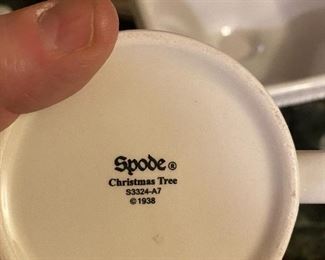 Spode®
Christmas Tree
S3324-A7
©1938